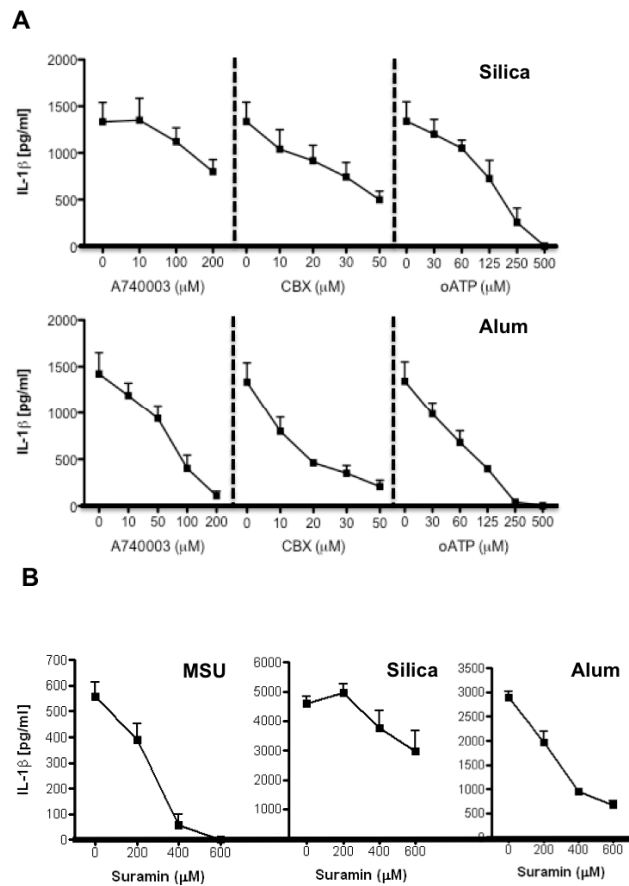 A
Silica
IL-1β [pg/ml]
2000
1500
1000
500
0
0 10 100 200
A740003 (μM)
0 10 20 30 50
CBX (μM)
0 30 60 125 250 500
oATP (μM)
Alum
IL-1β [pg/ml]
2000
1500
1000
500
0
0 10 50 100 200
A740003 (μM)
0 10 20 30 50
CBX (μM)
0 30 60 125 250 500
oATP (μM)
B
MSU
IL-1β [pg/ml]
700
600
500
400
300
200
100
0
0 200 400 600
Suramin (μM)
Silica
6000
5000
4000
3000
2000
1000
0 200 400 600
Suramin (μM)
Alum
3500
3000
2500
2000
1500
1000
500
0
0 200 400 600
Suramin (μM)